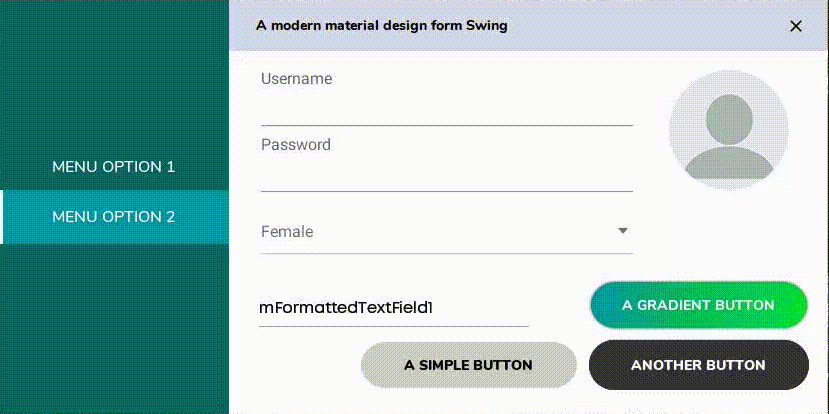 A modern material design form Swing
Username
Password
MENU OPTION 1
MENU OPTION 2
Female
mFormattedTextField1
A GRADIENT BUTTON
A SIMPLE BUTTON
ANOTHER BUTTON